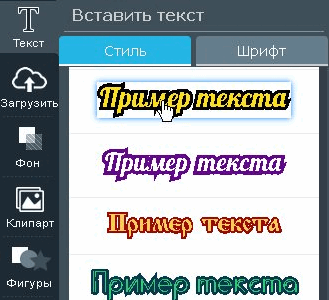 Вставить текст
Текст
Стиль
Шрифт
Пример текста
Загрузить
Пример текста
Фон
Клипарт
Пример текста
Фигуры
Пример текста